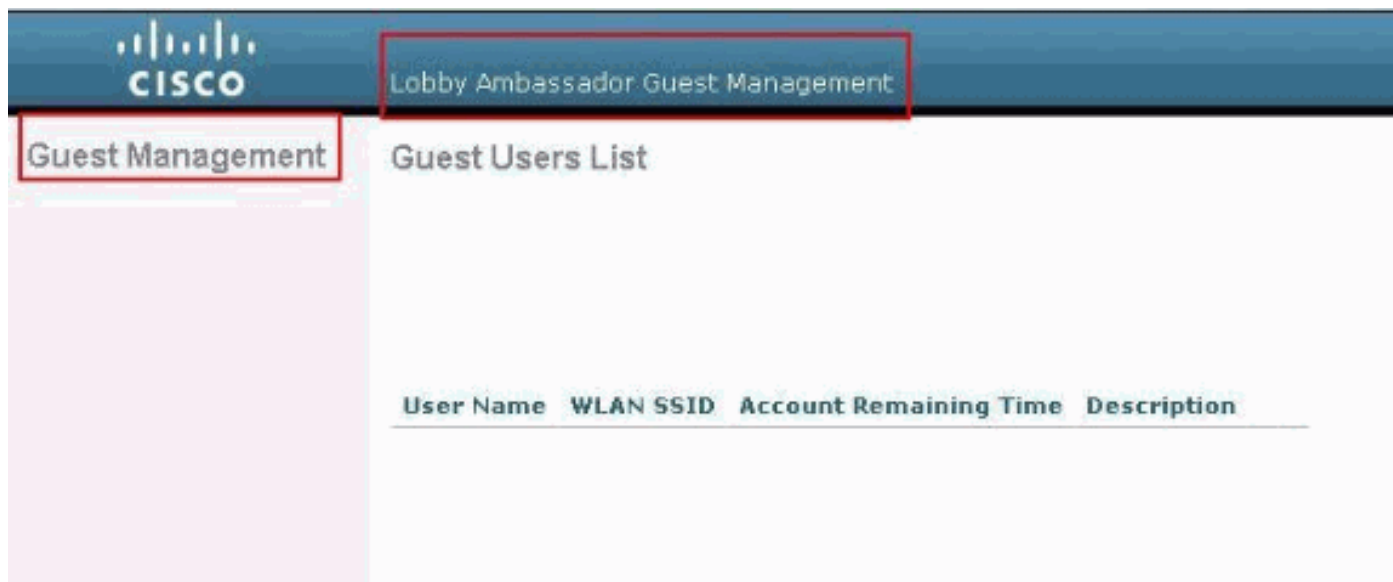 CISCO
Lobby Ambassador Guest Management
Guest Management
Guest Users List
User Name WLAN SSID Account Remaining Time Description